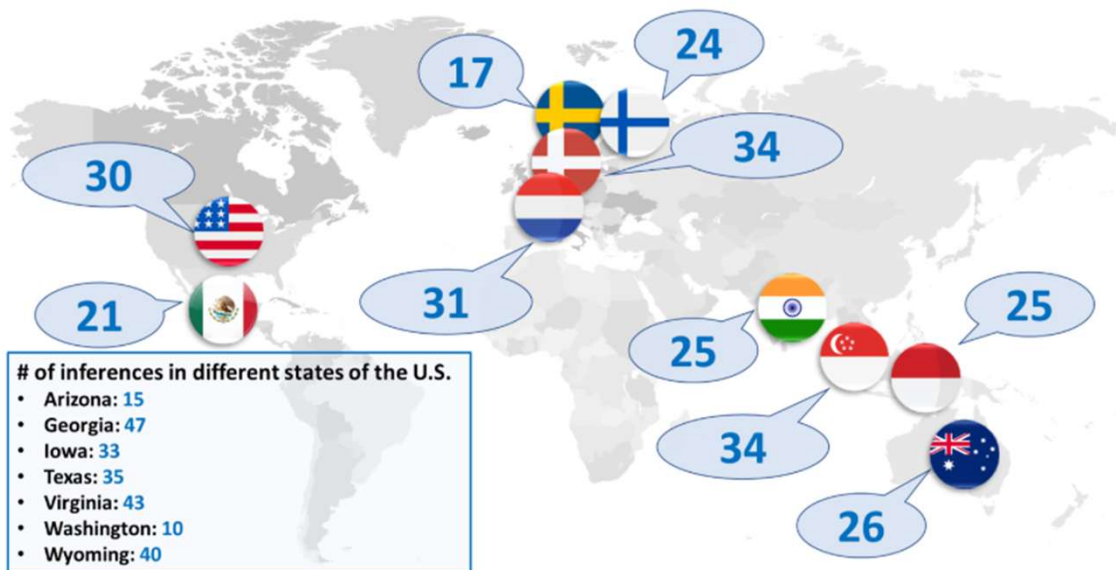 24
17
34
30
31
21
25
25
34
26
# of inferences in different states of the U.S.
• Arizona: 15
• Georgia: 47
• Iowa: 33
• Texas: 35
• Virginia: 43
• Washington: 10
• Wyoming: 40